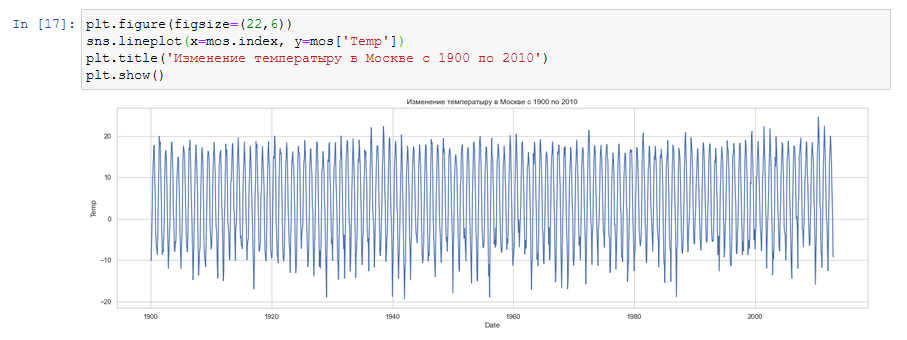 In [17]: plt.figure(figsize=(22,6))
sns.lineplot(x=mos.index, y=mos['Temp'])
plt.title('Изменение температыру в Москве с 1900 по 2010')
plt.show()
Изменение температыру в Москве с 1900 по 2010
20
10
0
−10
−20
Temp
1900 1920 1940 1960 1980 2000
Date